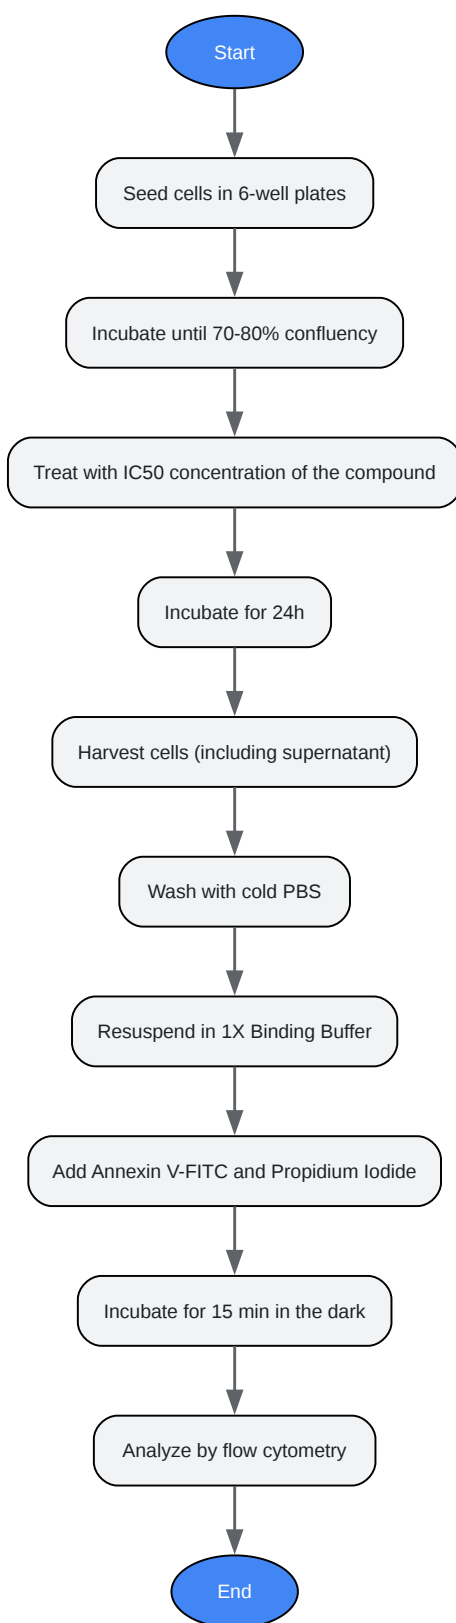 Start
Seed cells in 6-well plates
Incubate until 70-80% confluency
Treat with IC50 concentration of the compound
Incubate for 24h
Harvest cells (including supernatant)
Wash with cold PBS
Resuspend in 1X Binding Buffer
Add Annexin V-FITC and Propidium Iodide
Incubate for 15 min in the dark
Analyze by flow cytometry
End